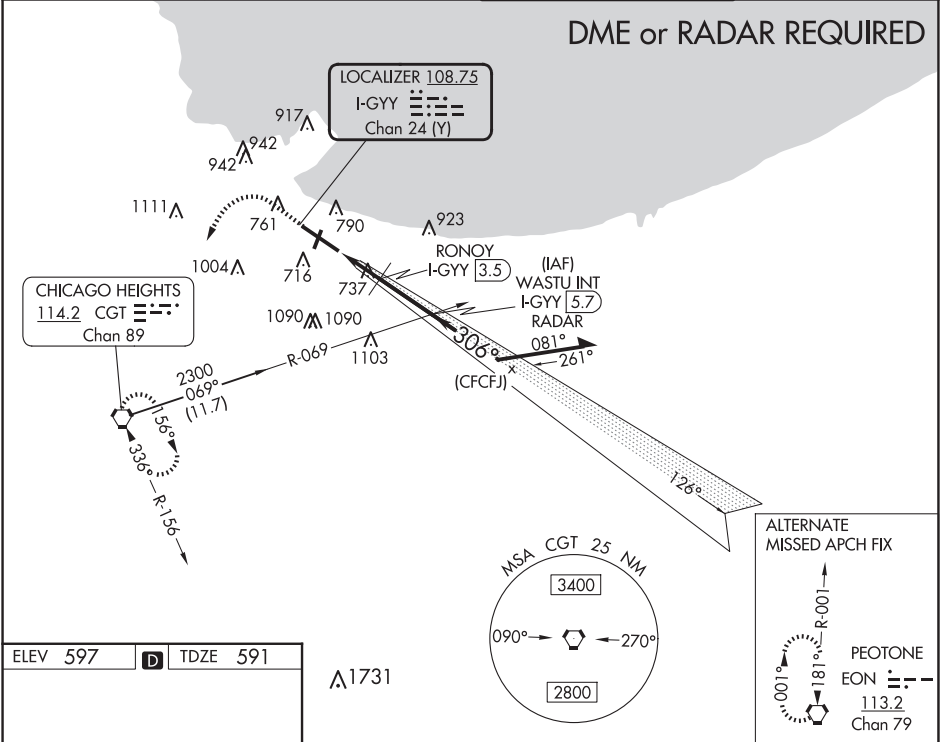 DME or RADAR REQUIRED
LOCALIZER 108.75
I-GYY
Chan 24 (Y)
917
942
942
1111
761
790
923
1004
716
737
RONOY
I-GYY 3.5
(IAF)
WASTU INT
I-GYY 5.7
RADAR
CHICAGO HEIGHTS
114.2 CGT
Chan 89
1090 1090
1103
R-069
306°
081°
261°
(CFCFJ)
x
2300
069°
(11.7)
156°
336°
R-156
126°
MSA CGT 25 NM
3400
090°
270°
2800
ALTERNATE
MISSED APCH FIX
R-001
181°
001°
PEOTONE
EON
113.2
Chan 79
ELEV 597 D TDZE 591
1731